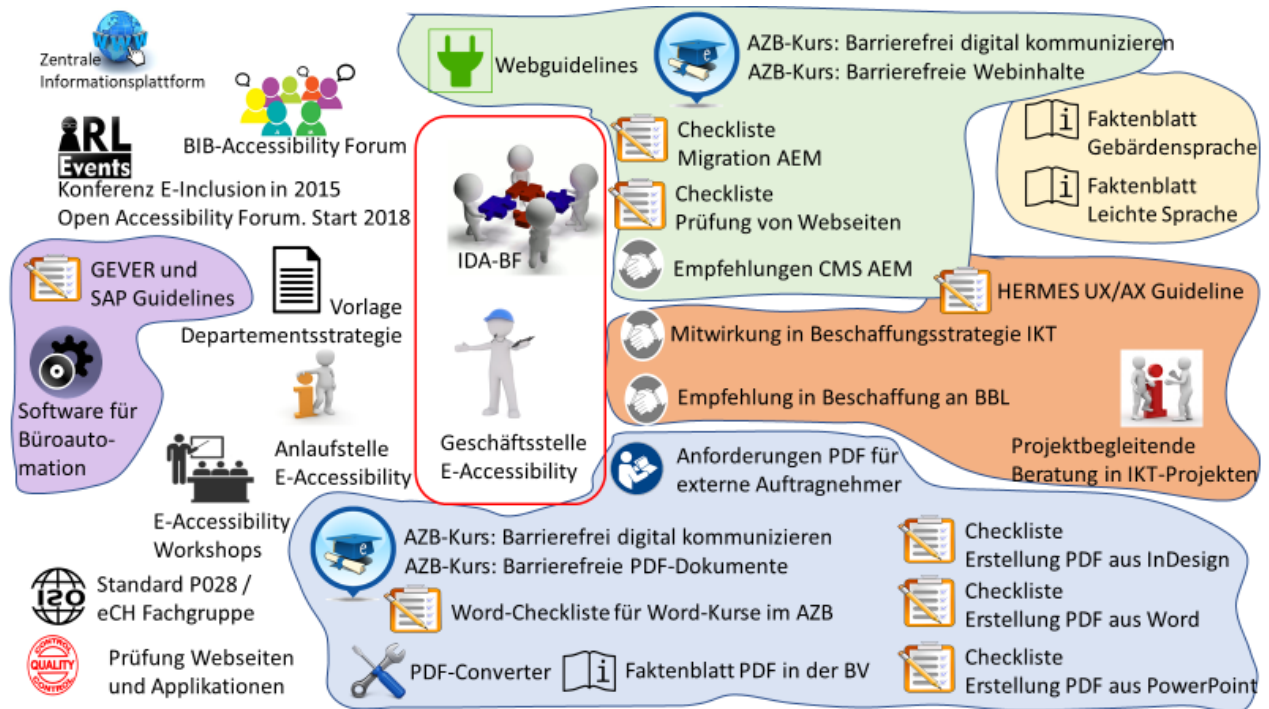 WWW
Zentrale
Informationsplattform
BIB-Accessibility Forum
IRL
Events
Konferenz E-Inclusion in 2015
Open Accessibility Forum. Start 2018
GEVER und
SAP Guidelines
Vorlage
Departementsstrategie
Software für
Büroauto-
mation
i
Anlaufstelle
E-Accessibility
E-Accessibility
Workshops
ISO
Standard P028 /
eCH Fachgruppe
CONTROL
QUALITY
CONTROL
Prüfung Webseiten
und Applikationen
IDA-BF
Geschäftsstelle
E-Accessibility
Webguidelines
e
AZB-Kurs: Barrierefrei digital kommunizieren
AZB-Kurs: Barrierefreie Webinhalte
Checkliste
Migration AEM
Checkliste
Prüfung von Webseiten
Empfehlungen CMS AEM
i
Faktenblatt
Gebärdensprache
i
Faktenblatt
Leichte Sprache
HERMES UX/AX Guideline
Mitwirkung in Beschaffungsstrategie IKT
Empfehlung in Beschaffung an BBL
i
Projektbegleitende
Beratung in IKT-Projekten
Anforderungen PDF für
externe Auftragnehmer
e
AZB-Kurs: Barrierefrei digital kommunizieren
AZB-Kurs: Barrierefreie PDF-Dokumente
Word-Checkliste für Word-Kurse im AZB
PDF-Converter
i
Faktenblatt PDF in der BV
Checkliste
Erstellung PDF aus InDesign
Checkliste
Erstellung PDF aus Word
Checkliste
Erstellung PDF aus PowerPoint